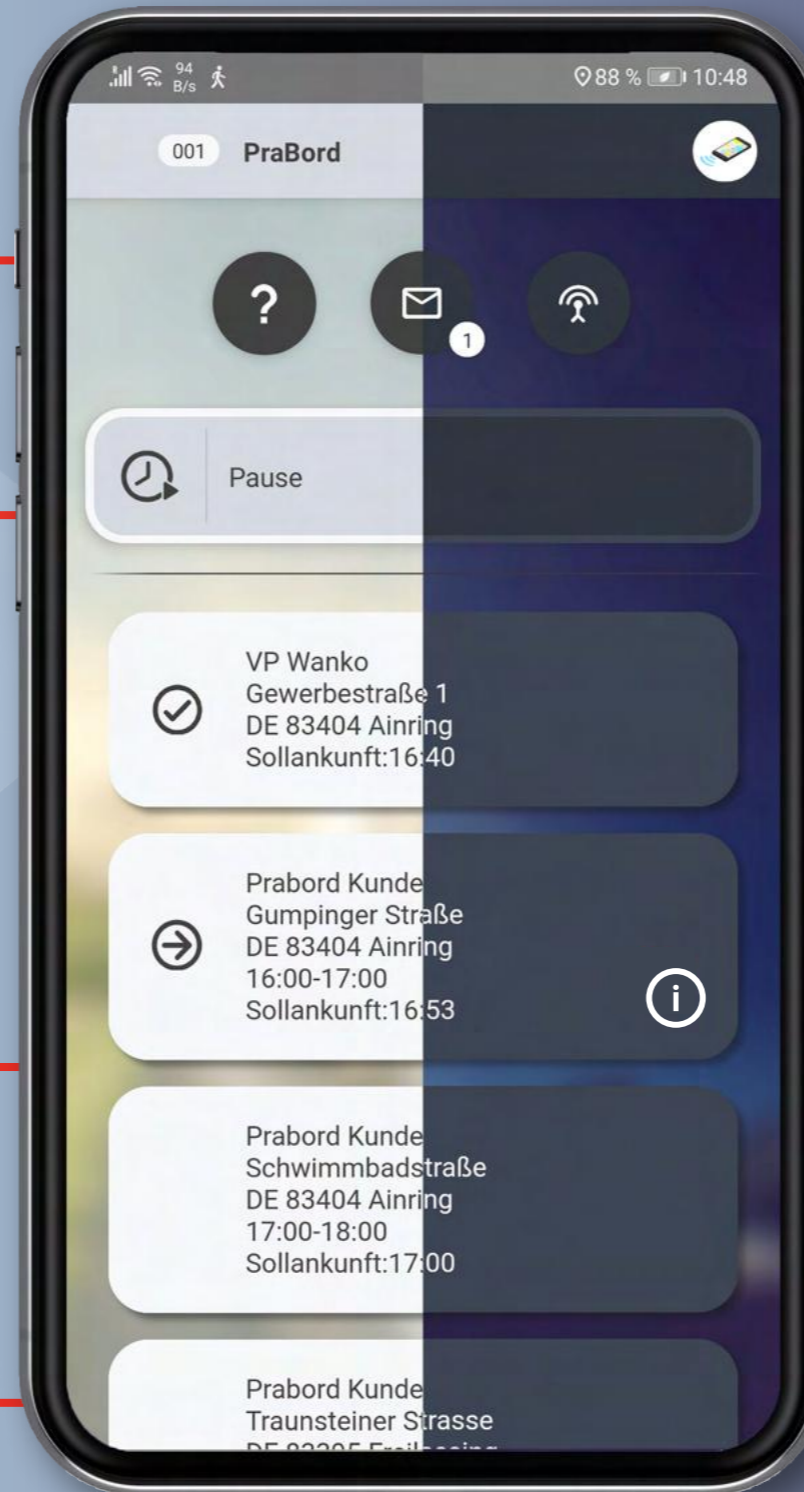 94
B/s
88 %
10:48
001 PraBord
?
1
Pause
VP Wanko
Gewerbestraße 1
DE 83404 Ainring
Sollankunft:16:40
Prabord Kunde
Gumpinger Straße
DE 83404 Ainring
16:00-17:00
Sollankunft:16:53
i
Prabord Kunde
Schwimmbadstraße
DE 83404 Ainring
17:00-18:00
Sollankunft:17:00
Prabord Kunde
Traunsteiner Strasse
DE